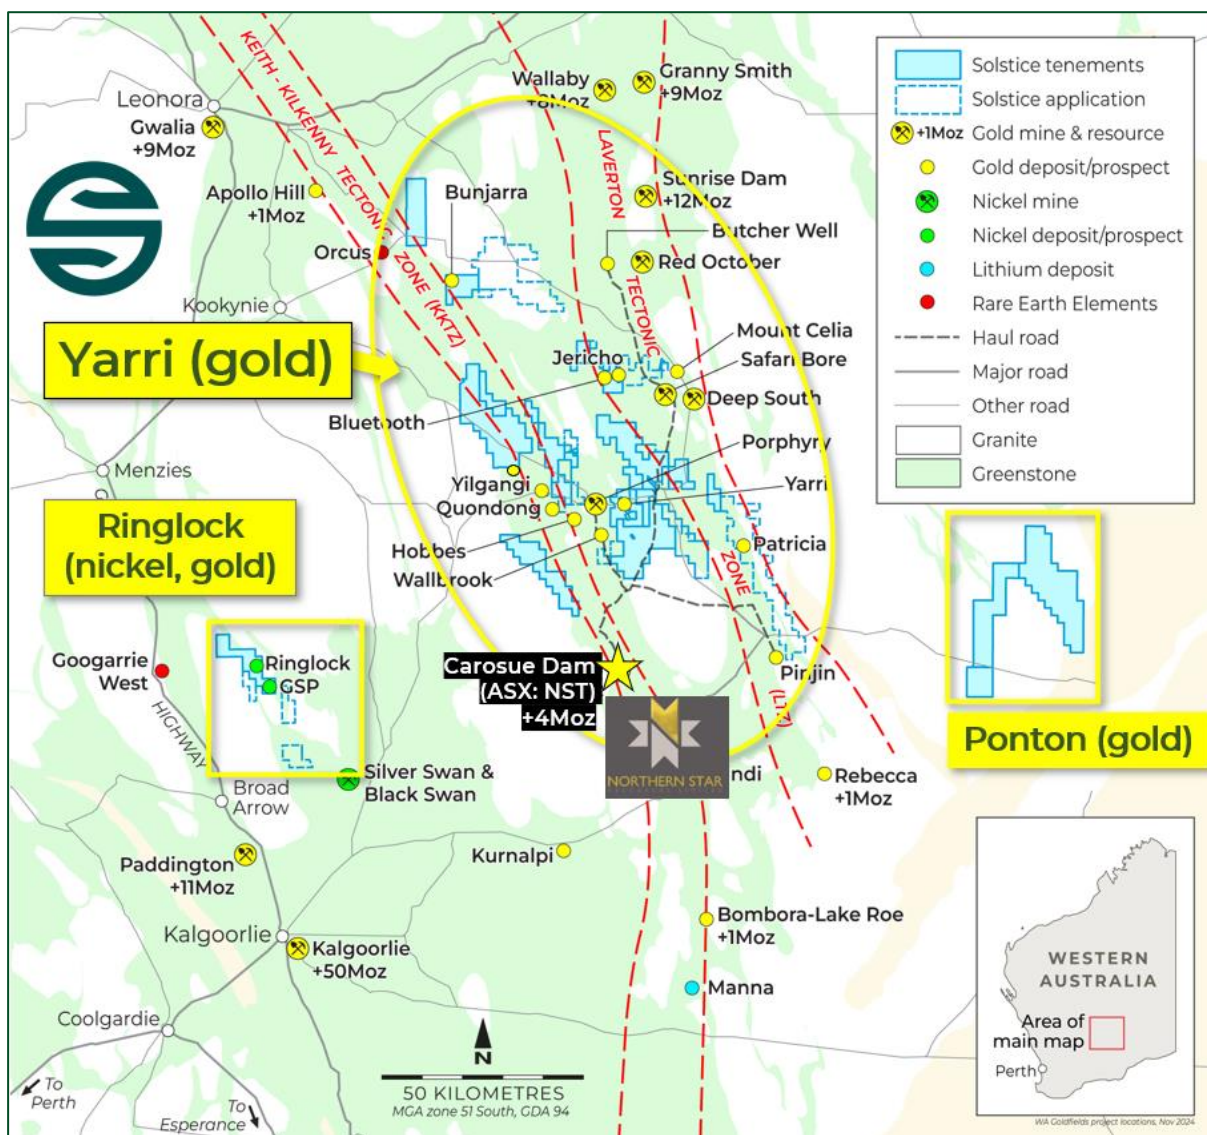 KEITH - KILKENNY TECTONIC ZONE (KKTZ)
LAVERTON TECTONIC ZONE (LTZ)
Leonora
Gwalia
+9Moz
Wallaby
+8Moz
Granny Smith
+9Moz
Apollo Hill
+1Moz
Bunjarra
Sunrise Dam
+12Moz
Butcher Well
Orcus
Red October
Kookynie
Yarri (gold)
Mount Celia
Jericho
Safari Bore
Deep South
Bluetooth
Porphyry
Menzies
Yilgangi
Yarri
Quondong
Ringlock
(nickel, gold)
Hobbes
Patricia
Wallbrook
Googarrie
West
Ringlock
GSP
Carosue Dam
(ASX: NST)
+4Moz
Pinjin
NORTHERN STAR
ndi
Ponton (gold)
HIGHWAY
Silver Swan &
Black Swan
Rebecca
+1Moz
Broad
Arrow
Paddington
+11Moz
Kurnalpi
Kalgoorlie
Kalgoorlie
+50Moz
Bombora-Lake Roe
+1Moz
Manna
Coolgardie
To
Perth
To
Esperance
N
50 KILOMETRES
MGA zone 51 South, GDA 94
Solstice tenements
Solstice application
+1Moz Gold mine & resource
Gold deposit/prospect
Nickel mine
Nickel deposit/prospect
Lithium deposit
Rare Earth Elements
Haul road
Major road
Other road
Granite
Greenstone
WESTERN
AUSTRALIA
Area of
main map
Perth
WA Goldfields project locations, Nov 2024